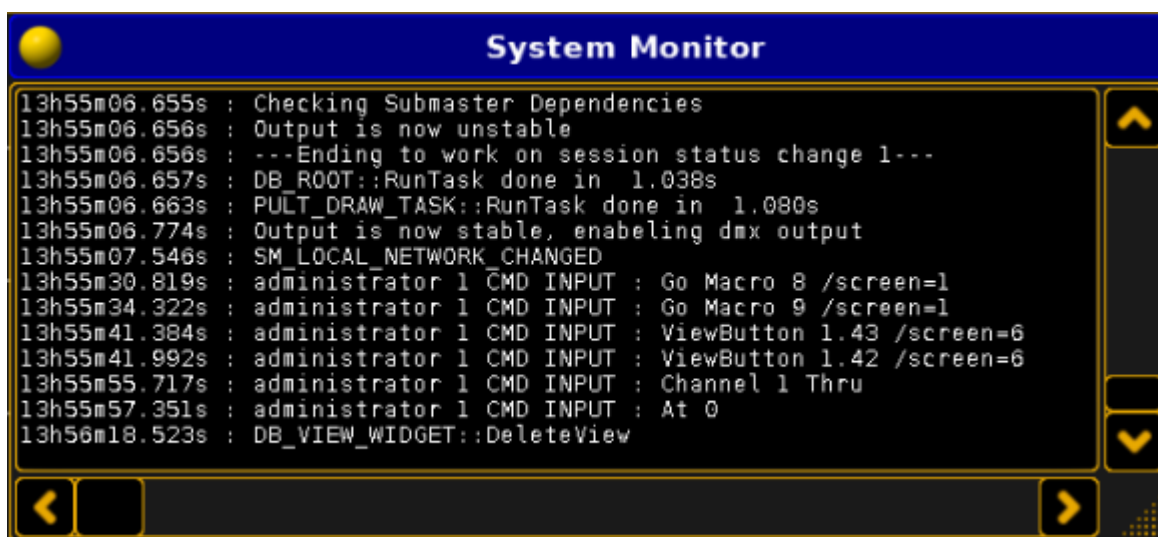 System Monitor
13h55m06.655s : Checking Submaster Dependencies
13h55m06.656s : Output is now unstable
13h55m06.656s : ---Ending to work on session status change 1---
13h55m06.657s : DB_ROOT::RunTask done in  1.038s
13h55m06.663s : PULT_DRAW_TASK::RunTask done in  1.080s
13h55m06.774s : Output is now stable, enabeling dmx output
13h55m07.546s : SM_LOCAL_NETWORK_CHANGED
13h55m30.819s : administrator 1 CMD INPUT : Go Macro 8 /screen=1
13h55m34.322s : administrator 1 CMD INPUT : Go Macro 9 /screen=1
13h55m41.384s : administrator 1 CMD INPUT : ViewButton 1.43 /screen=6
13h55m41.992s : administrator 1 CMD INPUT : ViewButton 1.42 /screen=6
13h55m55.717s : administrator 1 CMD INPUT : Channel 1 Thru
13h55m57.351s : administrator 1 CMD INPUT : At 0
13h56m18.523s : DB_VIEW_WIDGET::DeleteView